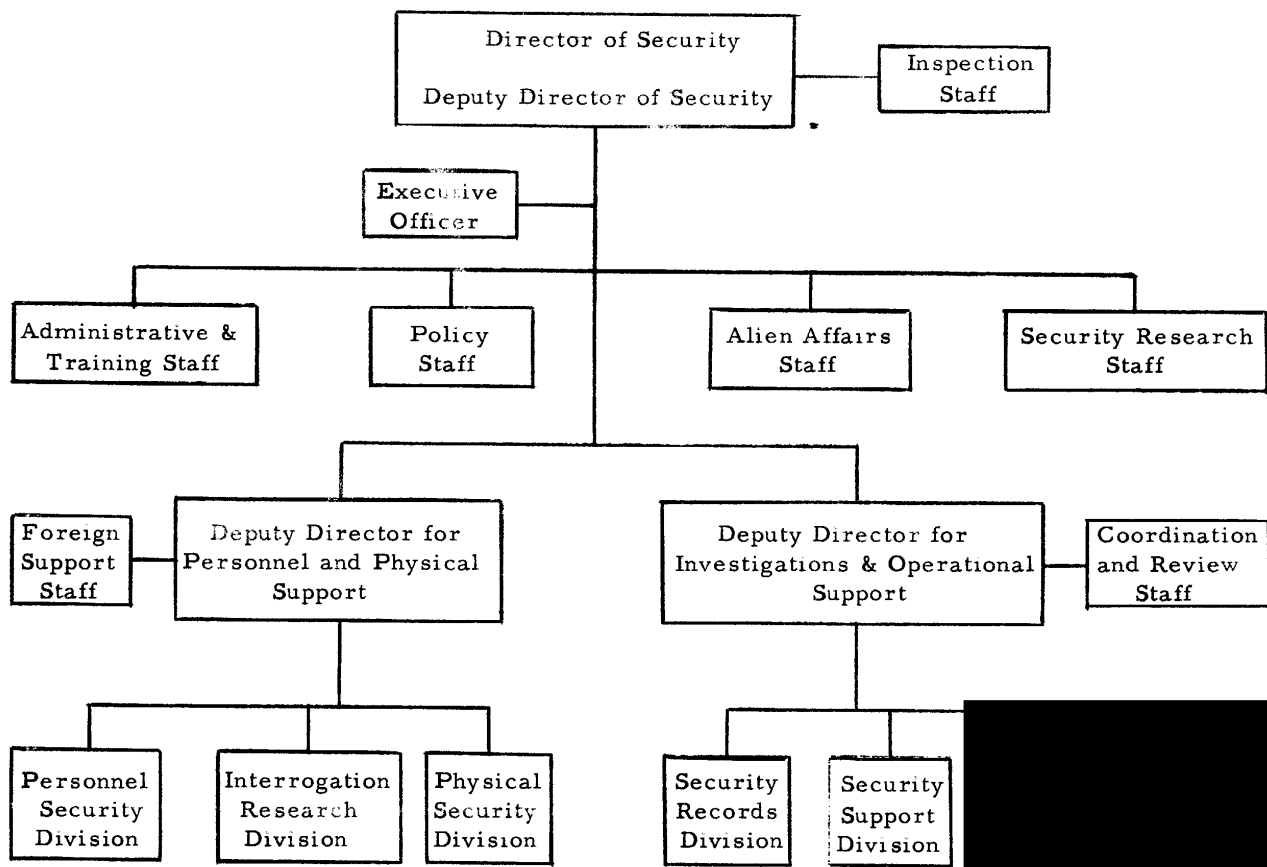 Director of Security
Deputy Director of Security
Inspection
Staff
Executive
Officer
Administrative &
Training Staff
Policy
Staff
Alien Affairs
Staff
Security Research
Staff
Foreign
Support
Staff
Deputy Director for
Personnel and Physical
Support
Deputy Director for
Investigations & Operational
Support
Coordination
and Review
Staff
Personnel
Security
Division
Interrogation
Research
Division
Physical
Security
Division
Security
Records
Division
Security
Support
Division